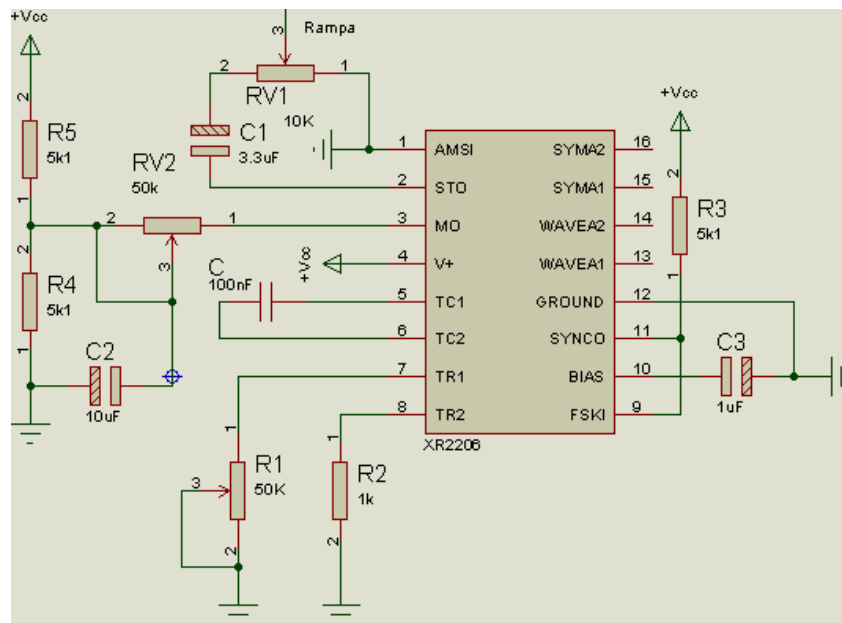 +Vcc
3 Rampa
2 1
RV1
10K
C1
3.3uF
2
R5
5k1
1
RV2
50k
2 1
3
2
R4
5k1
1
C2
10uF
C
100nF
+V
1 AMSI SYMA2 16
2 STO SYMA1 15
3 MO WAVEA2 14
4 V+ WAVEA1 13
5 TC1 GROUND 12
6 TC2 SYNCO 11
7 TR1 BIAS 10
8 TR2 FSKI 9
XR2206
+Vcc
2
R3
5k1
1
C3
1uF
1
R1
50K
3
2
1
R2
1k
2